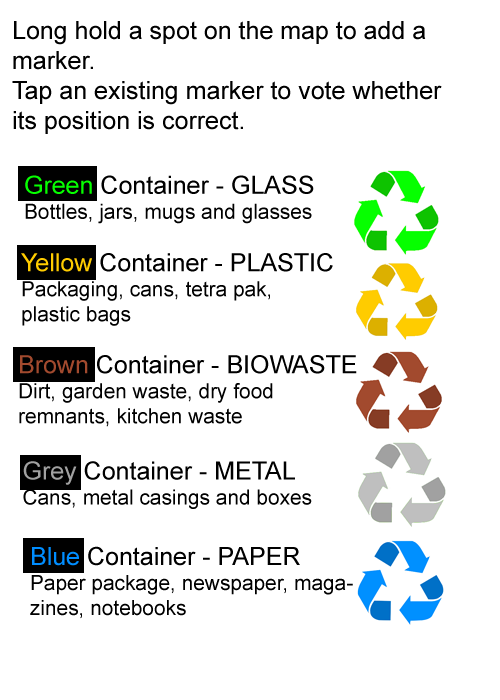 Long hold a spot on the map to add a
marker.
Tap an existing marker to vote whether
its position is correct.
Green Container - GLASS
Bottles, jars, mugs and glasses
Yellow Container - PLASTIC
Packaging, cans, tetra pak,
plastic bags
Brown Container - BIOWASTE
Dirt, garden waste, dry food
remnants, kitchen waste
Grey Container - METAL
Cans, metal casings and boxes
Blue Container - PAPER
Paper package, newspaper, maga-
zines, notebooks